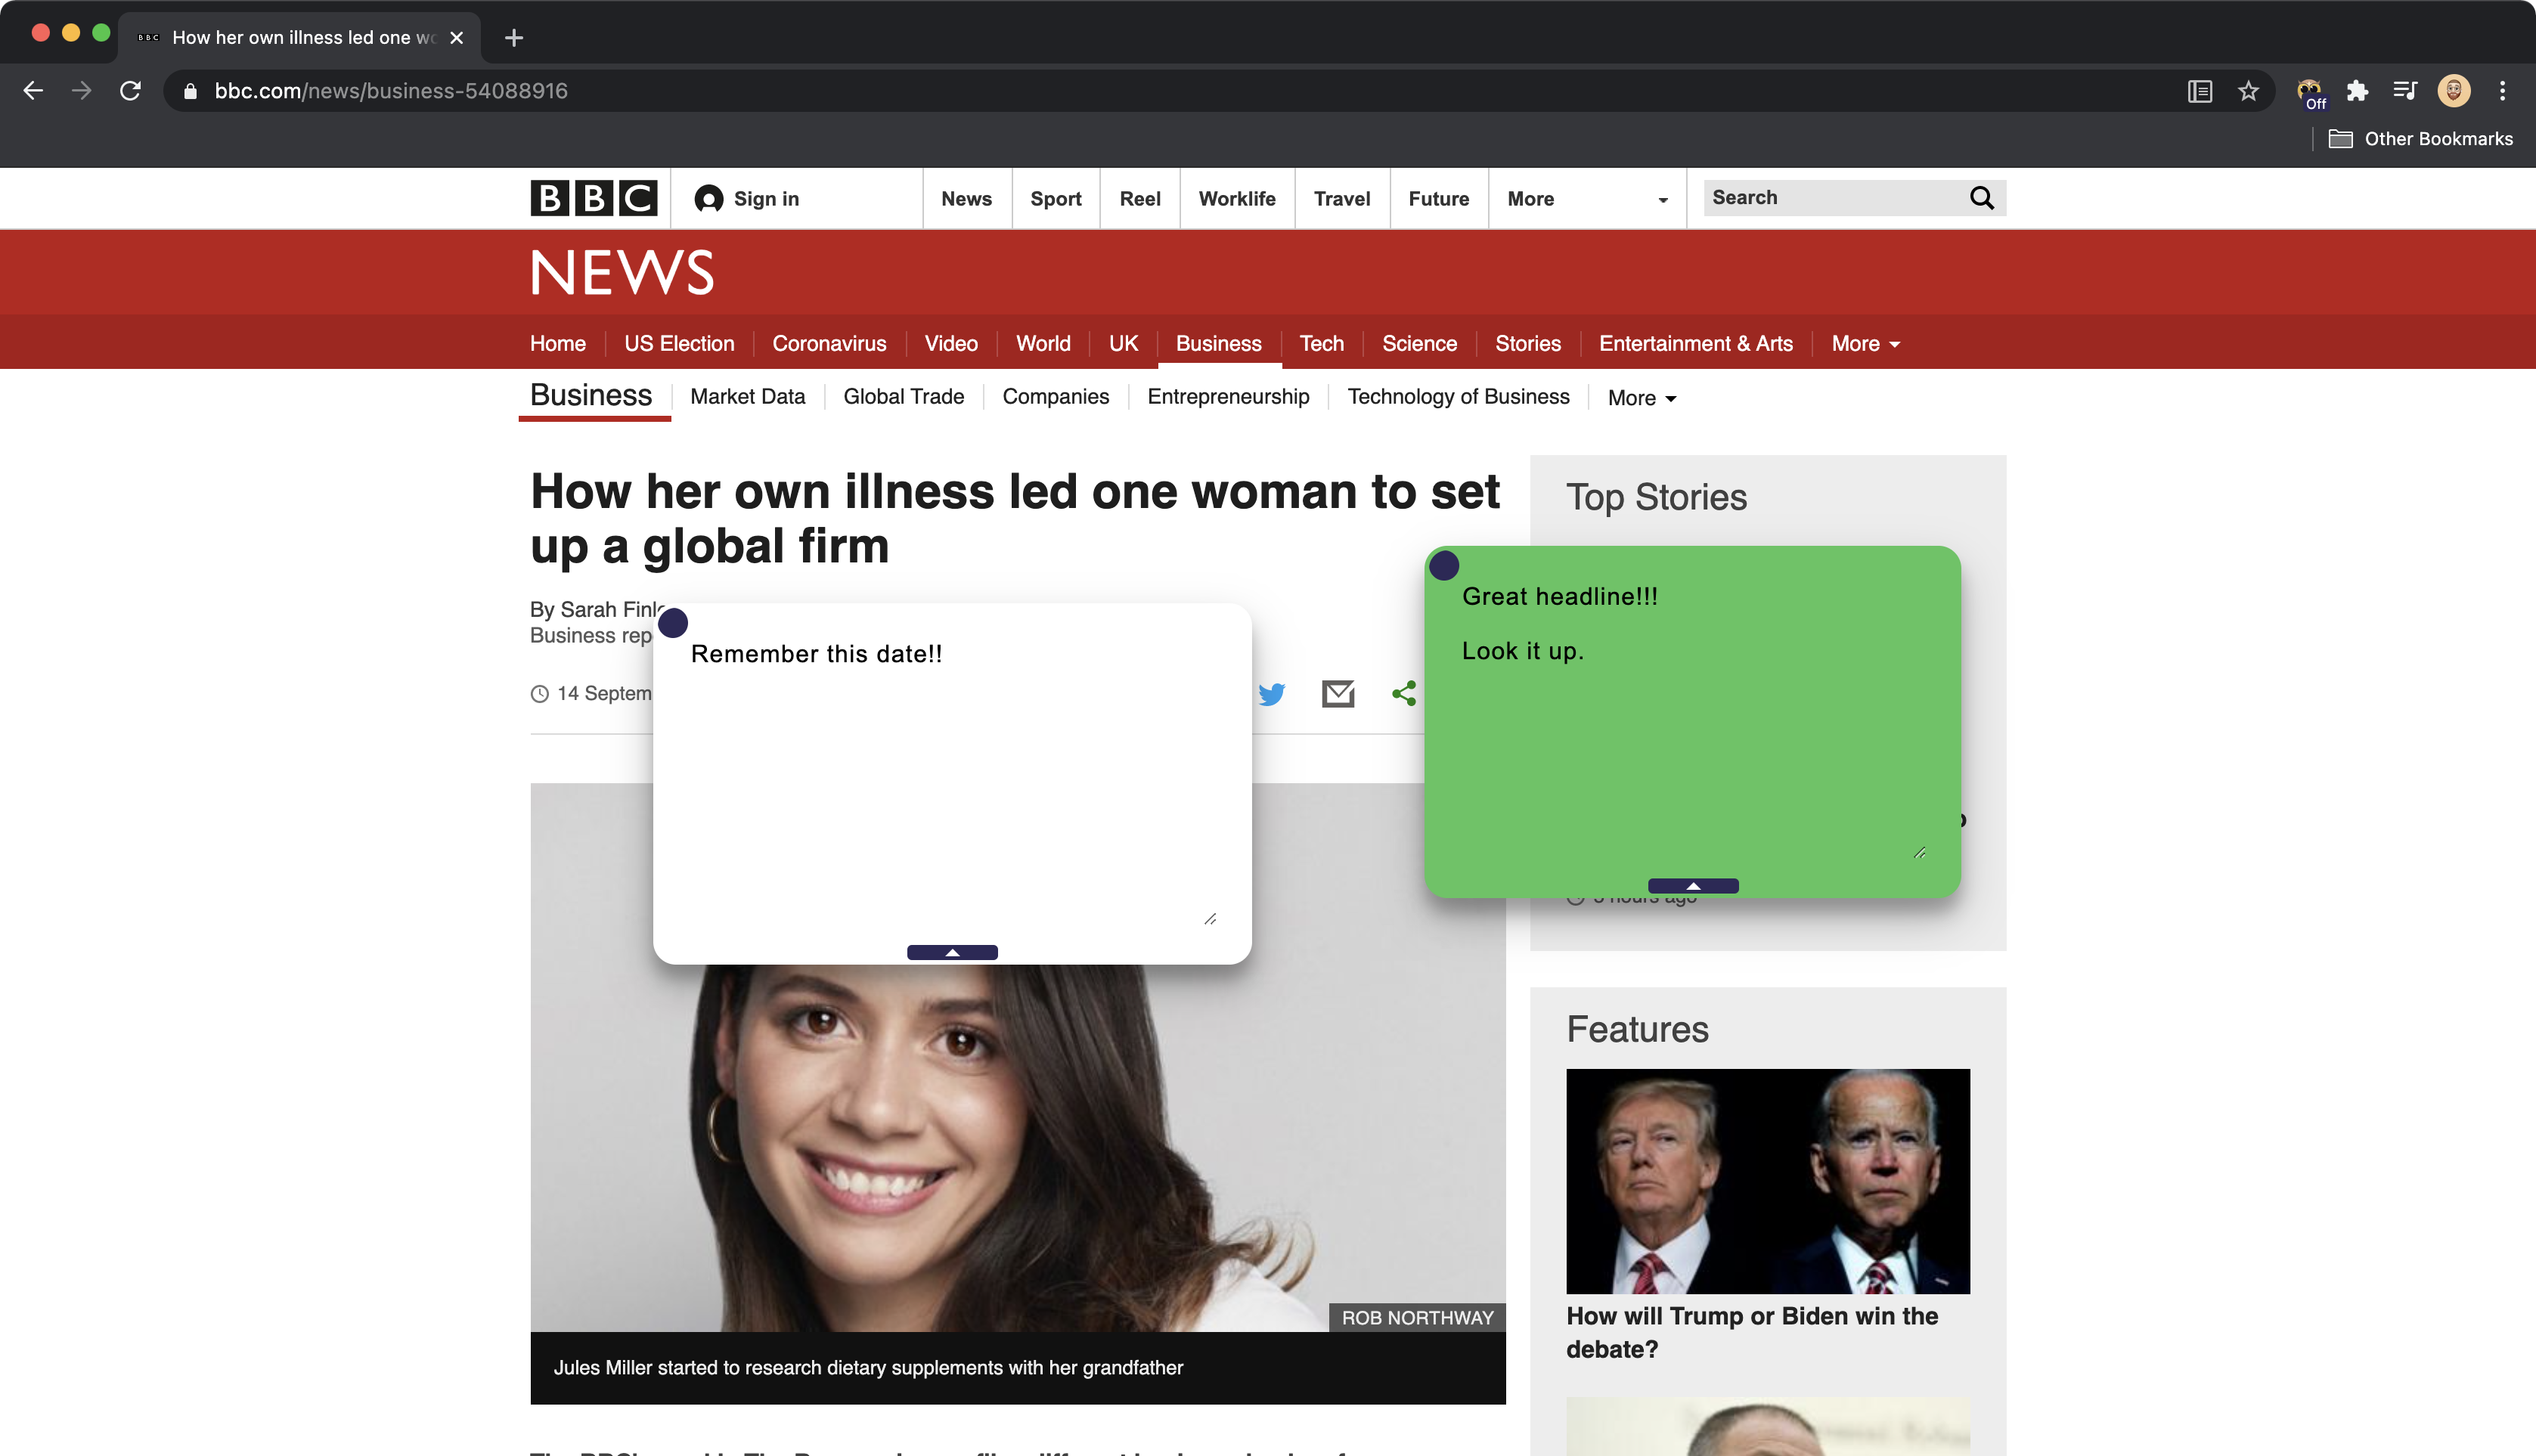 BBC How her own illness led one
bbc.com/news/business-54088916
Off
Other Bookmarks
BBC Sign in News Sport Reel Worklife Travel Future More Search
NEWS
Home US Election Coronavirus Video World UK Business Tech Science Stories Entertainment & Arts More
Business Market Data Global Trade Companies Entrepreneurship Technology of Business More
How her own illness led one woman to set
up a global firm
By Sarah
Business
14
Remember this date!!
Top Stories
Great headline!!!
Look it up.
hours ago
ROB NORTHWAY
Jules Miller started to research dietary supplements with her grandfather
Features
How will Trump or Biden win the
debate?